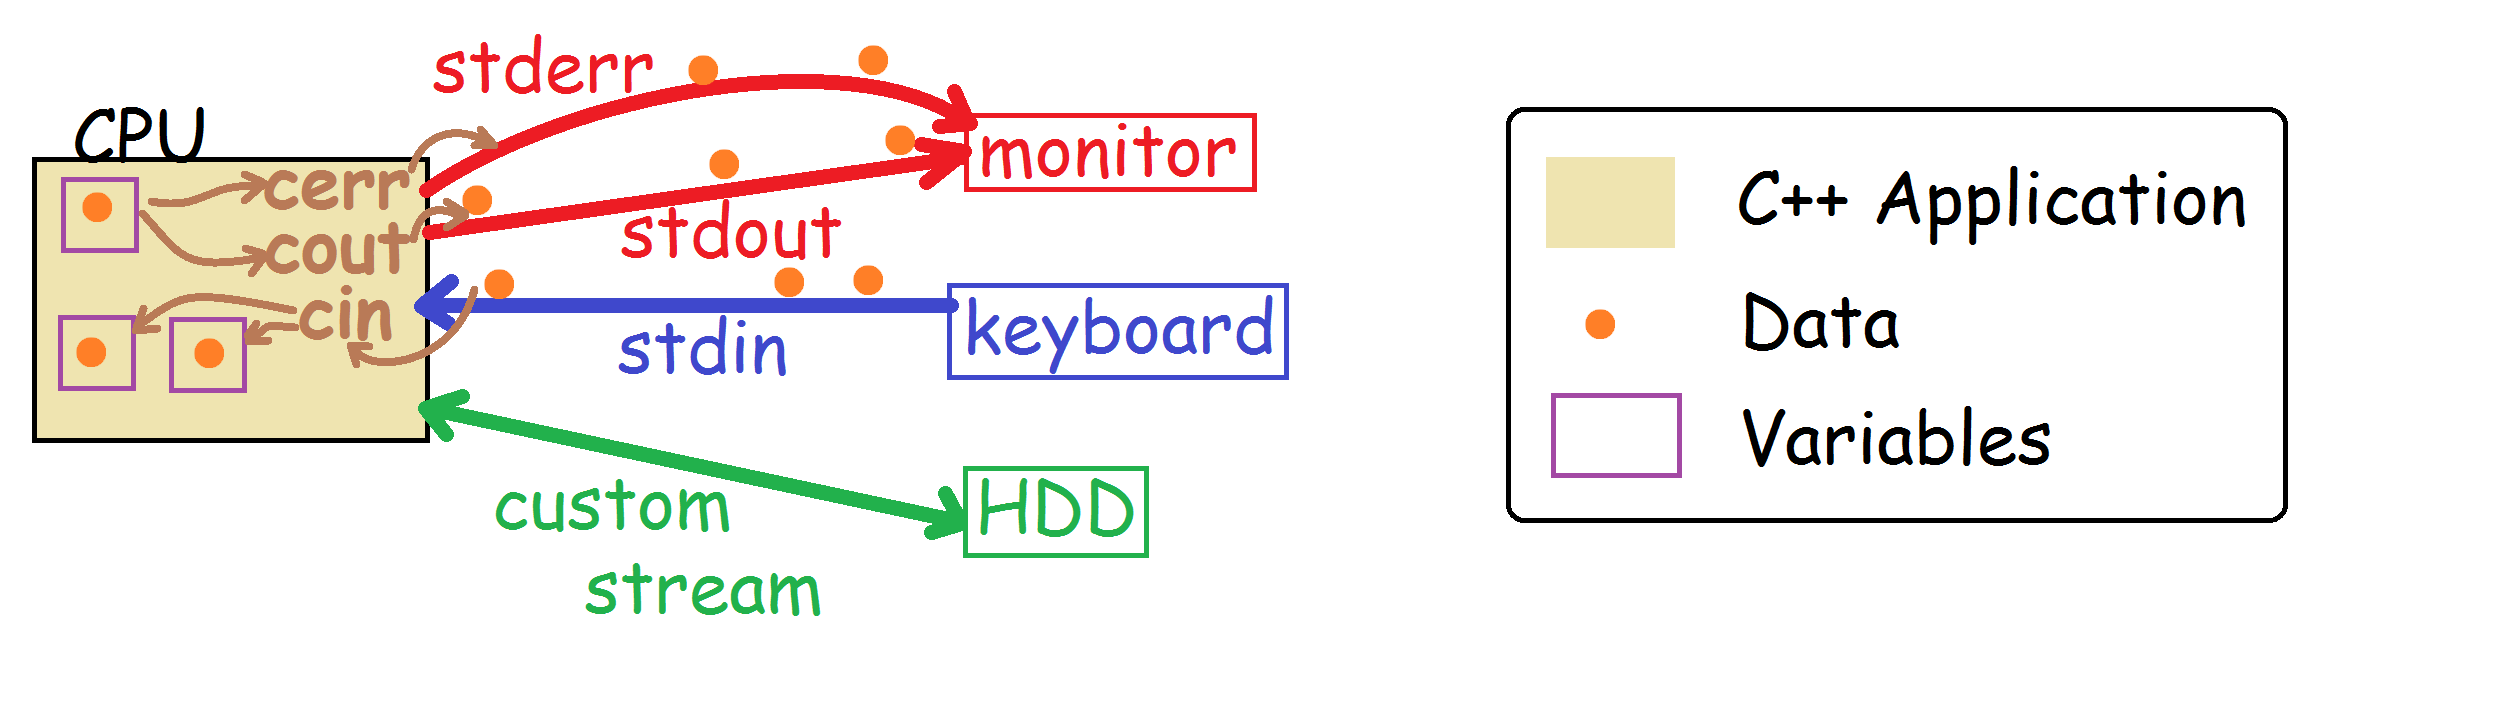 CPU
stderr
cerr
cout
cin
monitor
stdout
keyboard
stdin
HDD
custom
stream
C++ Application
Data
Variables